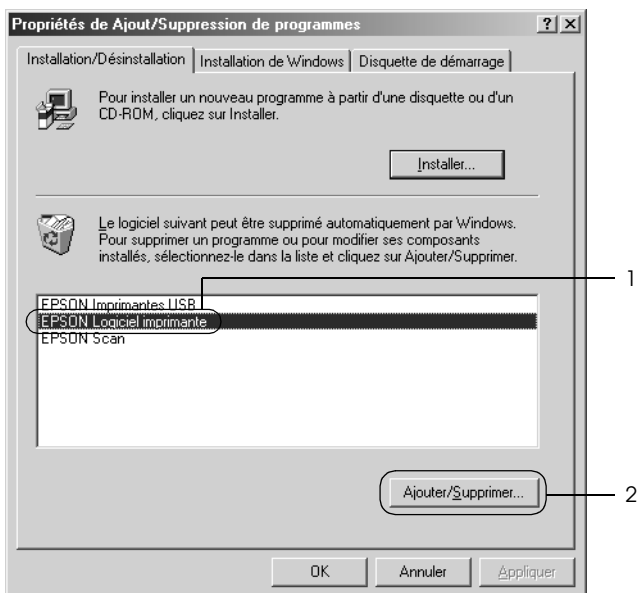 Propriétés de Ajout/Suppression de programmes ? ×
Installation/Désinstallation Installation de Windows Disquette de démarrage
Pour installer un nouveau programme à partir d'une disquette ou d'un
CD-ROM, cliquez sur Installer.
Installer...
Le logiciel suivant peut être supprimé automatiquement par Windows.
Pour supprimer un programme ou pour modifier ses composants
installés, sélectionnez-le dans la liste et cliquez sur Ajouter/Supprimer.
1
EPSON Imprimantes USB
EPSON Logiciel imprimante
EPSON Scan
Ajouter/Supprimer...
2
OK Annuler Appliquer